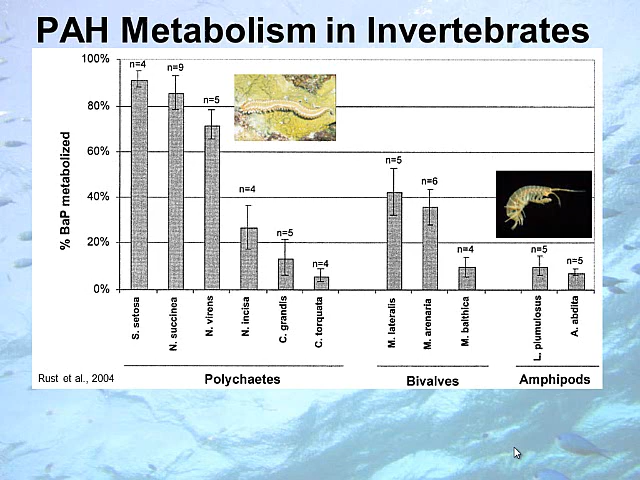 PAH Metabolism in Invertebrates
% BaP metabolized
100%
80%
60%
40%
20%
0%
n=4
n=9
n=5
n=4
n=5
n=4
n=5
n=6
n=4
n=5
n=5
S. setosa
N. succinea
N. virens
N. incisa
C. grandis
C. torquata
M. lateralis
M. arenaria
M. balthica
L. plumulosus
A. abdita
Polychaetes
Bivalves
Amphipods
Rust et al., 2004